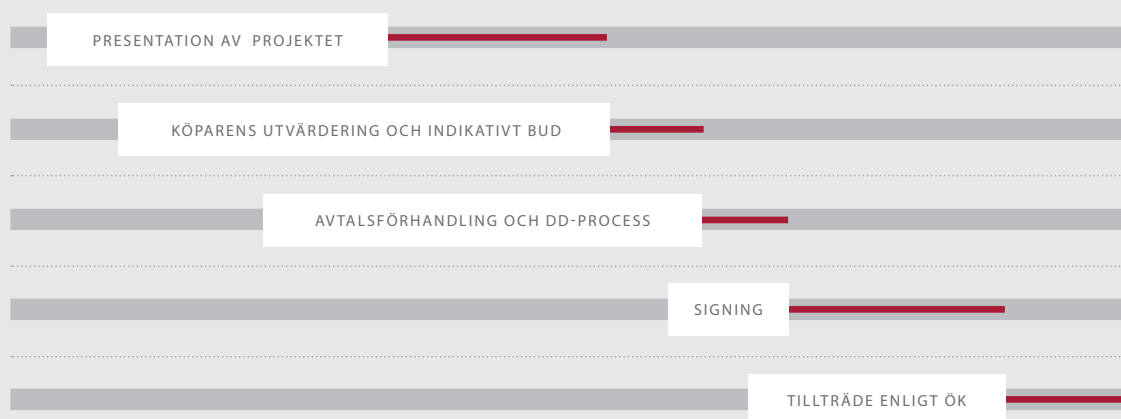 PRESENTATION AV PROJEKTET
KÖPARENS UTVÄRDERING OCH INDIKATIVT BUD
AVTALSFÖRHANDLING OCH DD-PROCESS
SIGNING
TILLTRÄDE ENLIGT ÖK